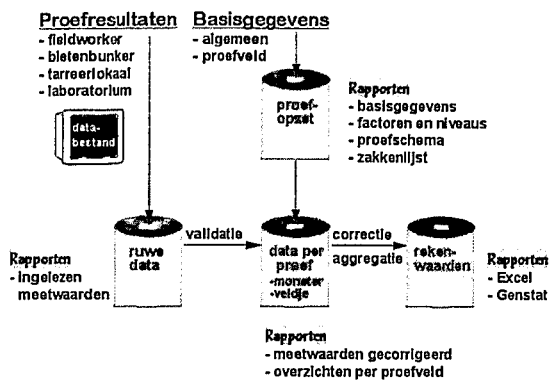 Proefresultaten
- fieldworker
- bietenbunker
- tarreerlokaal
- laboratorium
data-
bestand
Basisgegevens
- algemeen
- proefveld
proef-
opzet
Rapporten
- basisgegevens
- factoren en niveaus
- proefschema
- zakkenlijst
Rapporten
- Ingelezen
meetwaarden
ruwe
data
validatie
data per
proef
-monster
-veldje
correctie
aggregatie
reken-
waarden
Rapporten
- Excel
- Genstat
Rapporten
- meetwaarden gecorrigeerd
- overzichten per proefveld